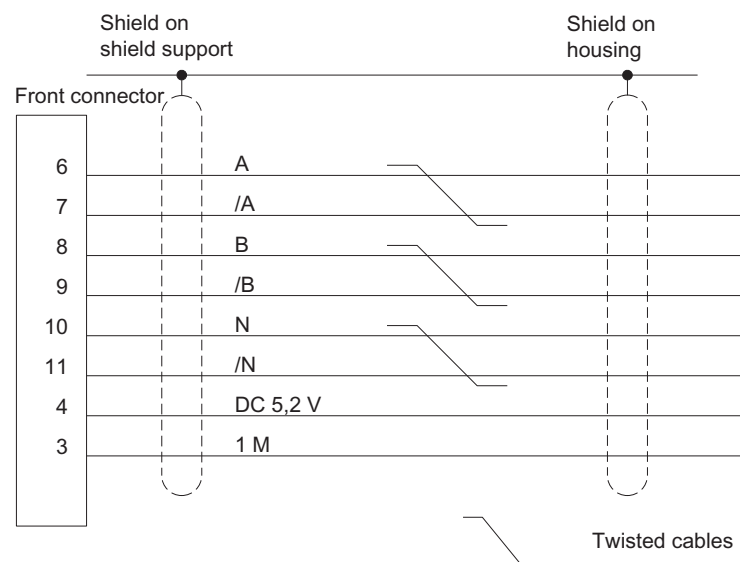 Shield on
shield support
Shield on
housing
Front connector
6 A
7 /A
8 B
9 /B
10 N
11 /N
4 DC 5,2 V
3 1 M
Twisted cables